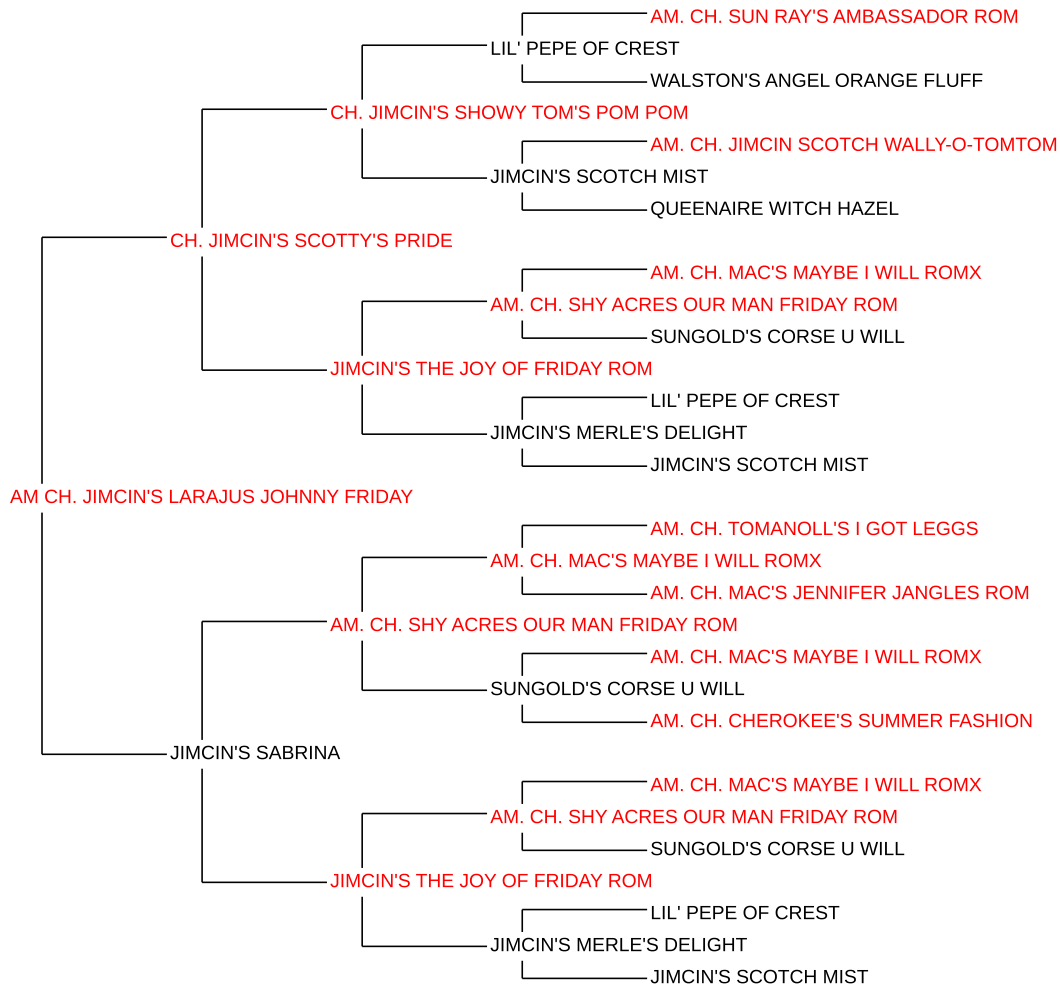 AM. CH. SUN RAY'S AMBASSADOR ROM
LIL' PEPE OF CREST
WALSTON'S ANGEL ORANGE FLUFF
CH. JIMCIN'S SHOWY TOM'S POM POM
AM. CH. JIMCIN SCOTCH WALLY-O-TOMTOM
JIMCIN'S SCOTCH MIST
QUEENAIRE WITCH HAZEL
CH. JIMCIN'S SCOTTY'S PRIDE
AM. CH. MAC'S MAYBE I WILL ROMX
AM. CH. SHY ACRES OUR MAN FRIDAY ROM
SUNGOLD'S CORSE U WILL
JIMCIN'S THE JOY OF FRIDAY ROM
LIL' PEPE OF CREST
JIMCIN'S MERLE'S DELIGHT
JIMCIN'S SCOTCH MIST
AM CH. JIMCIN'S LARAJUS JOHNNY FRIDAY
AM. CH. TOMANOLL'S I GOT LEGGS
AM. CH. MAC'S MAYBE I WILL ROMX
AM. CH. MAC'S JENNIFER JANGLES ROM
AM. CH. SHY ACRES OUR MAN FRIDAY ROM
AM. CH. MAC'S MAYBE I WILL ROMX
SUNGOLD'S CORSE U WILL
AM. CH. CHEROKEE'S SUMMER FASHION
JIMCIN'S SABRINA
AM. CH. MAC'S MAYBE I WILL ROMX
AM. CH. SHY ACRES OUR MAN FRIDAY ROM
SUNGOLD'S CORSE U WILL
JIMCIN'S THE JOY OF FRIDAY ROM
LIL' PEPE OF CREST
JIMCIN'S MERLE'S DELIGHT
JIMCIN'S SCOTCH MIST